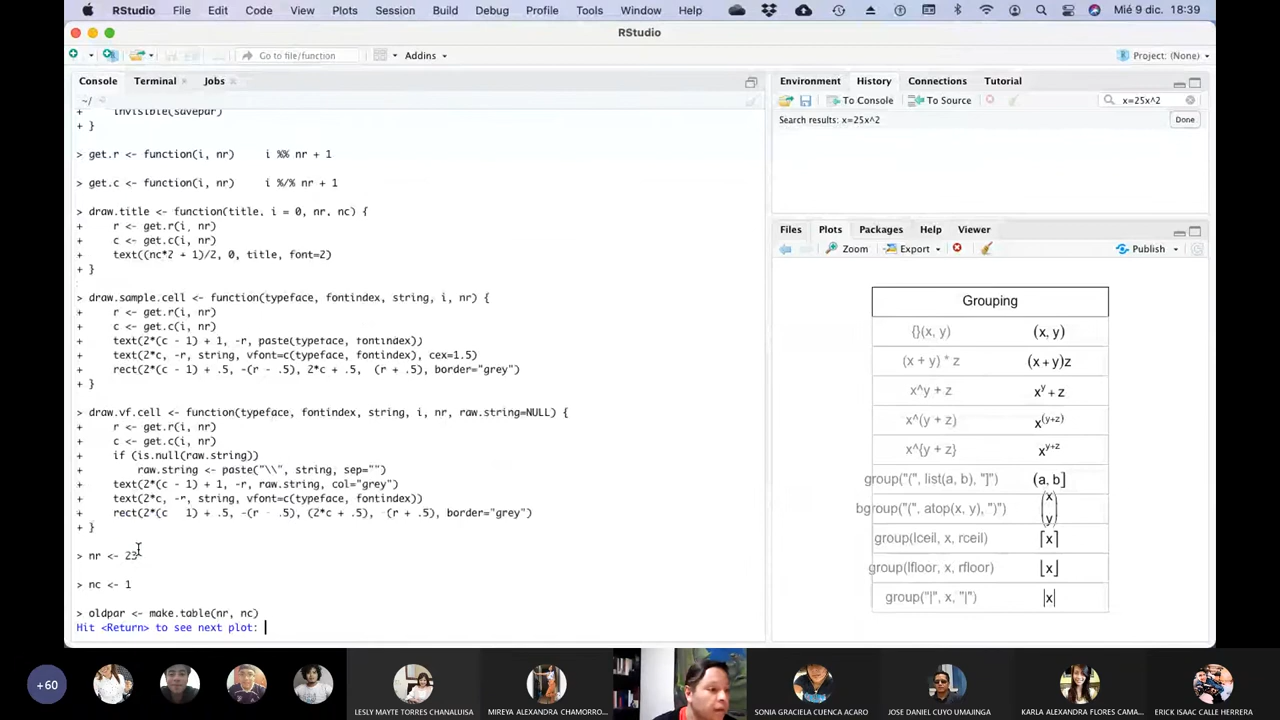 RStudio File Edit Code View Plots Session Build Debug Profile Tools Window Help Mié 9 dic. 18:39
RStudio
Go to file/function Addins Project: (None)
Console Terminal Jobs
~/
+     invisible(savepar)
+ }
> get.r <- function(i, nr)     i %% nr + 1
> get.c <- function(i, nr)     i %/% nr + 1
> draw.title <- function(title, i = 0, nr, nc) {
+     r <- get.r(i, nr)
+     c <- get.c(i, nr)
+     text((nc*2 + 1)/2, 0, title, font=2)
+ }
> draw.sample.cell <- function(typeface, fontindex, string, i, nr) {
+     r <- get.r(i, nr)
+     c <- get.c(i, nr)
+     text(2*(c - 1) + 1, -r, paste(typeface, fontindex))
+     text(2*c, -r, string, vfont=c(typeface, fontindex), cex=1.5)
+     rect(2*(c - 1) + .5, -(r - .5), 2*c + .5, (r + .5), border="grey")
+ }
> draw.vf.cell <- function(typeface, fontindex, string, i, nr, raw.string=NULL) {
+     r <- get.r(i, nr)
+     c <- get.c(i, nr)
+     if (is.null(raw.string))
+         raw.string <- paste("\\", string, sep="")
+     text(2*(c - 1) + 1, -r, raw.string, col="grey")
+     text(2*c, -r, string, vfont=c(typeface, fontindex))
+     rect(2*(c 1) + .5, -(r - .5), (2*c + .5), -(r + .5), border="grey")
+ }
> nr <- 23
> nc <- 1
> oldpar <- make.table(nr, nc)
Hit <Return> to see next plot:
Environment History Connections Tutorial
To Console To Source x=25x^2
Search results: x=25x^2 Done
Files Plots Packages Help Viewer
Zoom Export Publish
Grouping
{}(x, y) (x, y)
(x + y) * z (x + y)z
x^y + z xʸ + z
x^(y + z) x⁽ʸ⁺ᶻ⁾
x^{y + z} xʸ⁺ᶻ
group("(", list(a, b), "]") (a, b]
bgroup("(", atop(x, y), ")") (x y)
group(lceil, x, rceil) ⌈x⌉
group(lfloor, x, rfloor) ⌊x⌋
group("|", x, "|") |x|
+60 LESLY MAYTE TORRES CHANALUISA MIREYA ALEXANDRA CHAMORRO... SONIA GRACIELA CUENCA ACARO JOSE DANIEL CUYO UMAJINGA KARLA ALEXANDRA FLORES CAMA... ERICK ISAAC CALLE HERRERA